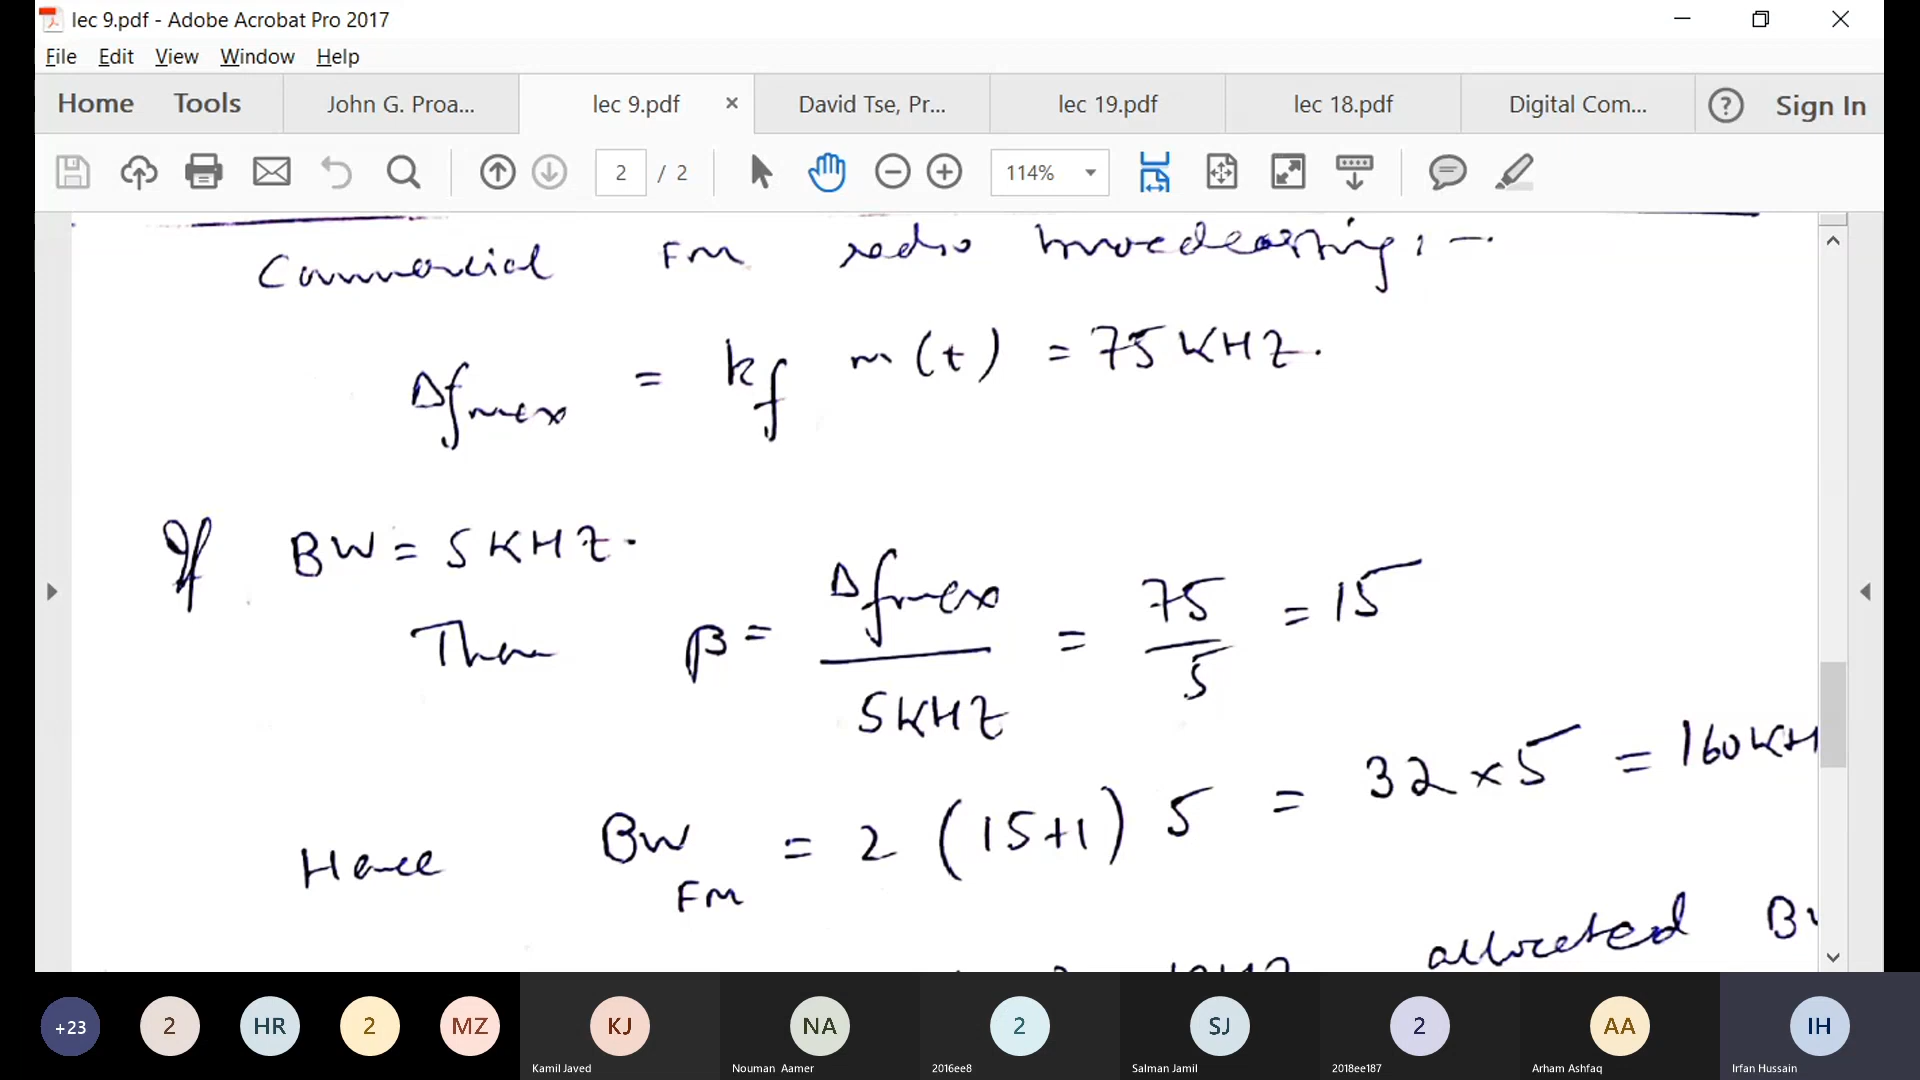 lec 9.pdf - Adobe Acrobat Pro 2017
File Edit View Window Help
Home Tools John G. Proa... lec 9.pdf × David Tse, Pr... lec 19.pdf lec 18.pdf Digital Com... ? Sign In
2 / 2 114%
Commercial FM radio broadcasting :-
Δfmax = kf m(t) = 75 KHZ.
If BW = 5 KHZ.
Then β = Δfmax / 5KHZ = 75 / 5 = 15
Hence BW FM = 2 (15+1) 5 = 32 × 5 = 160 KH
allocated
+23 2 HR 2 MZ KJ NA 2 SJ 2 AA IH
Kamil Javed Nouman Aamer 2016ee8 Salman Jamil 2018ee187 Arham Ashfaq Irfan Hussain